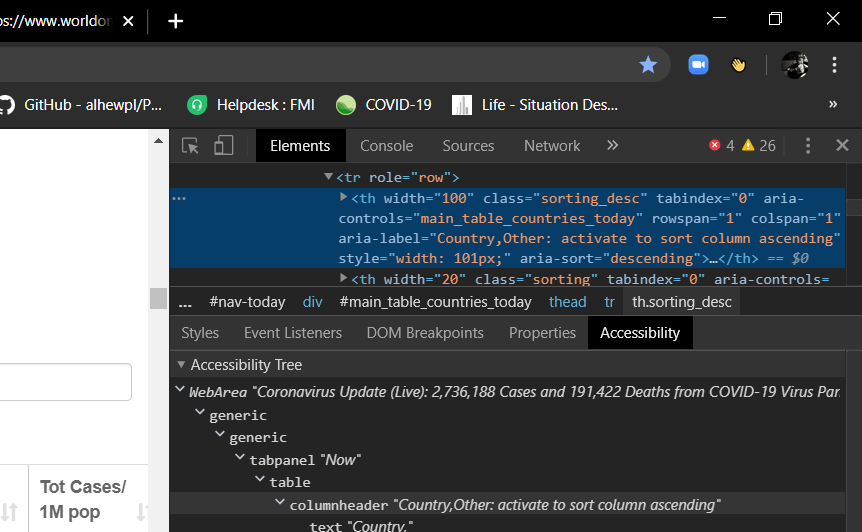 ps://www.worldon
GitHub - alhewpl/P...
Helpdesk : FMI
COVID-19
Life - Situation Des...
»
Elements
Console
Sources
Network
»
4
26
<tr role="row">
... <th width="100" class="sorting_desc" tabindex="0" aria-
controls="main_table_countries_today" rowspan="1" colspan="1"
aria-label="Country,Other: activate to sort column ascending"
style="width: 101px;" aria-sort="descending">…</th> == $0
<th width="20" class="sorting" tabindex="0" aria-controls=
... #nav-today div #main_table_countries_today thead tr th.sorting_desc
Styles Event Listeners DOM Breakpoints Properties Accessibility
Accessibility Tree
WebArea "Coronavirus Update (Live): 2,736,188 Cases and 191,422 Deaths from COVID-19 Virus Pan
generic
generic
tabpanel "Now"
table
columnheader "Country,Other: activate to sort column ascending"
text "Country,"
Tot Cases/
1M pop